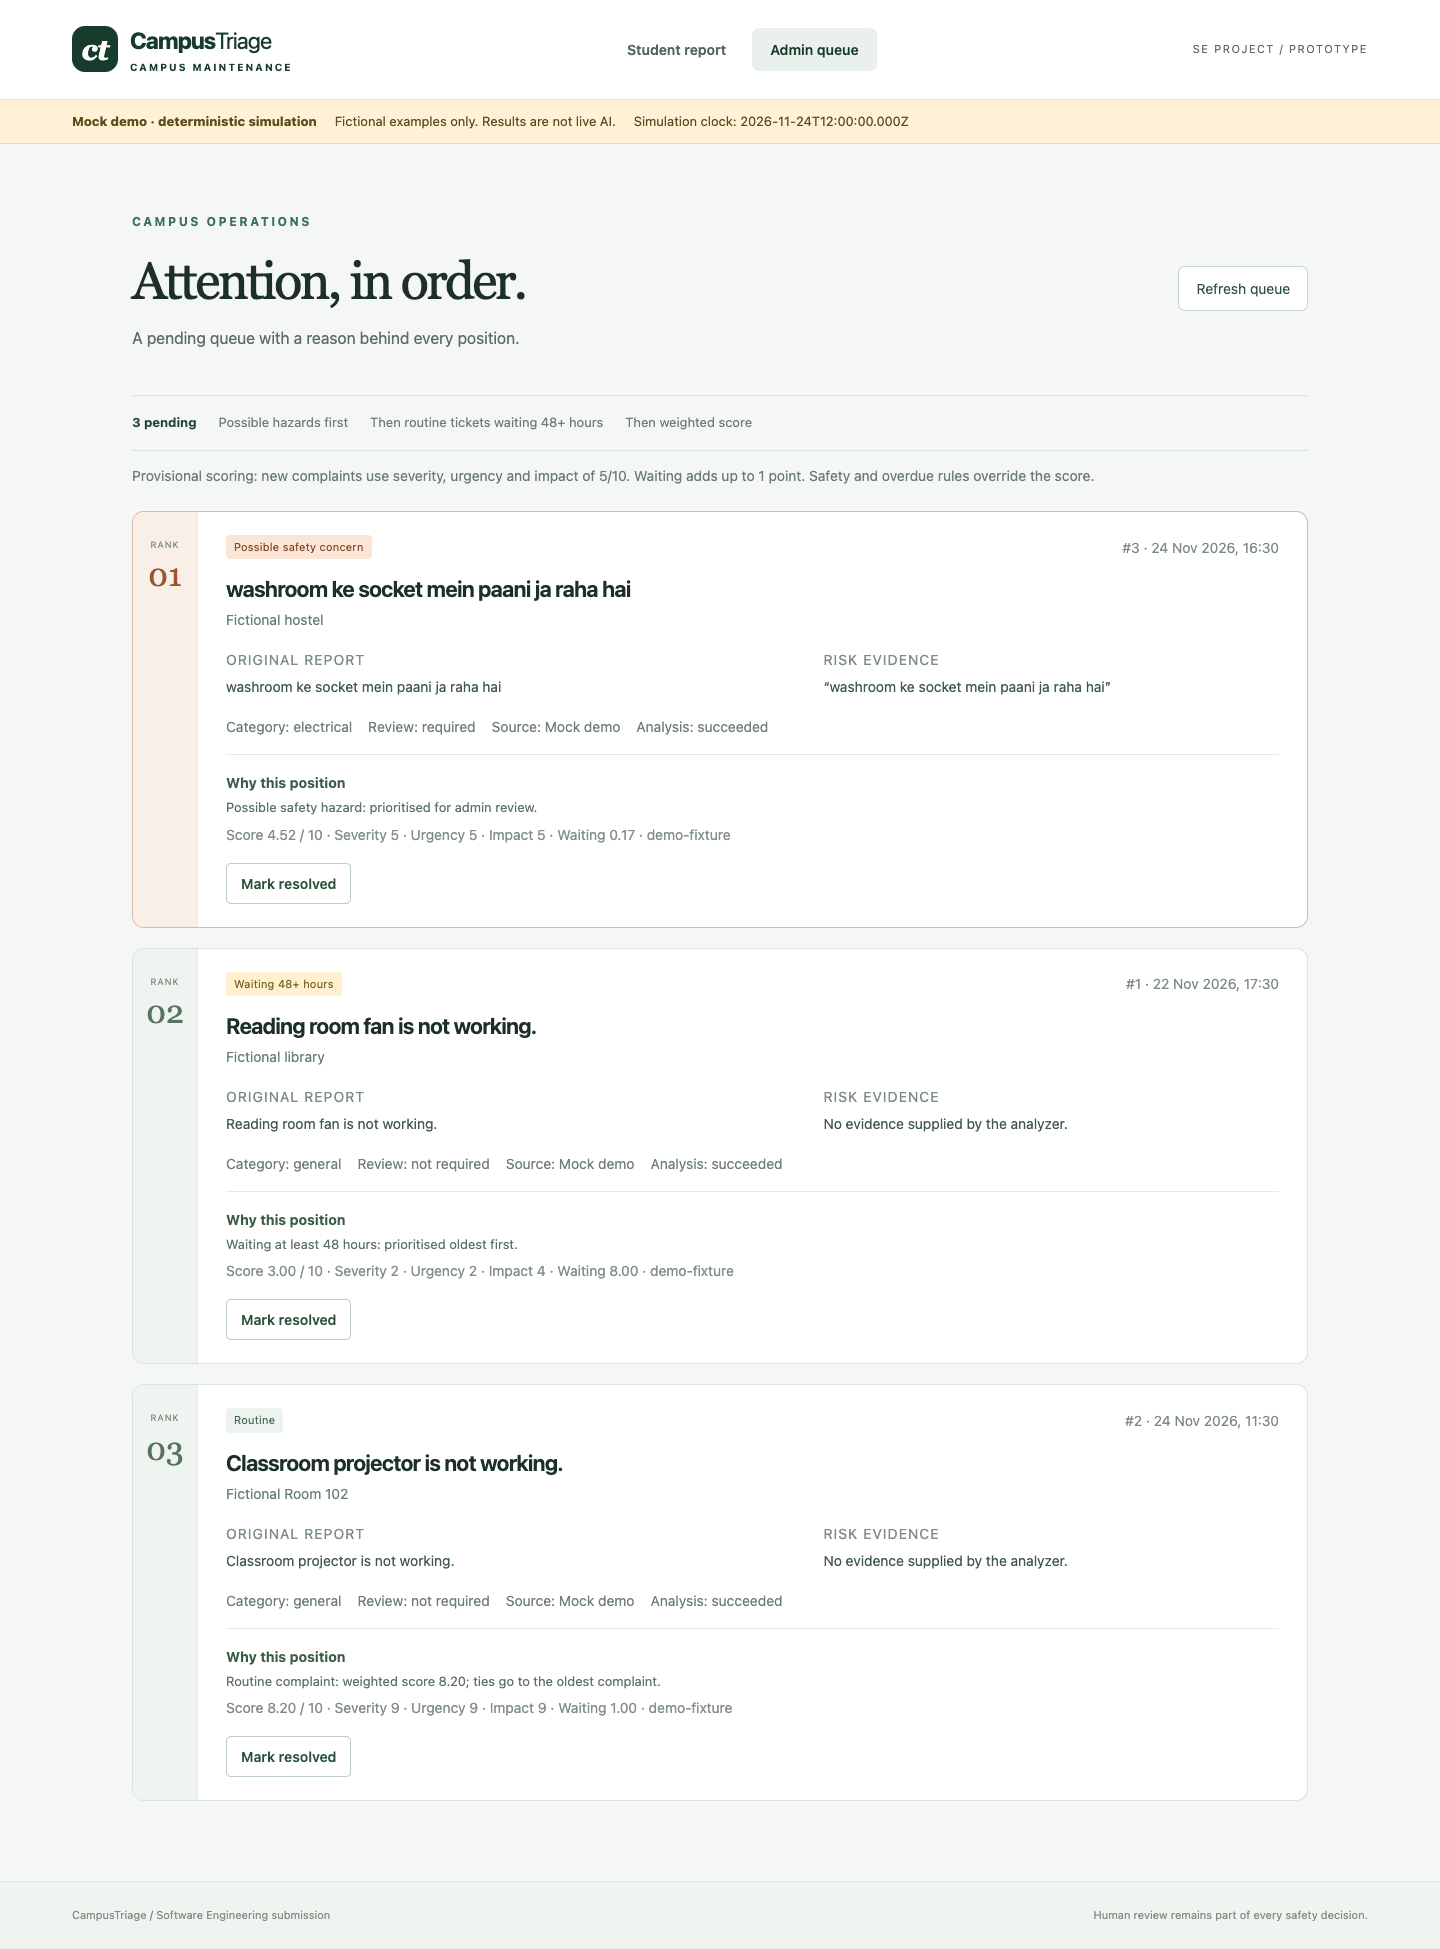 ct
CampusTriage
CAMPUS MAINTENANCE
Student report
Admin queue
SE PROJECT / PROTOTYPE
Mock demo · deterministic simulation Fictional examples only. Results are not live AI. Simulation clock: 2026-11-24T12:00:00.000Z
CAMPUS OPERATIONS
Attention, in order.
Refresh queue
A pending queue with a reason behind every position.
3 pending Possible hazards first Then routine tickets waiting 48+ hours Then weighted score
Provisional scoring: new complaints use severity, urgency and impact of 5/10. Waiting adds up to 1 point. Safety and overdue rules override the score.
RANK
01
Possible safety concern
#3 · 24 Nov 2026, 16:30
washroom ke socket mein paani ja raha hai
Fictional hostel
ORIGINAL REPORT
washroom ke socket mein paani ja raha hai
RISK EVIDENCE
“washroom ke socket mein paani ja raha hai”
Category: electrical Review: required Source: Mock demo Analysis: succeeded
Why this position
Possible safety hazard: prioritised for admin review.
Score 4.52 / 10 · Severity 5 · Urgency 5 · Impact 5 · Waiting 0.17 · demo-fixture
Mark resolved
RANK
02
Waiting 48+ hours
#1 · 22 Nov 2026, 17:30
Reading room fan is not working.
Fictional library
ORIGINAL REPORT
Reading room fan is not working.
RISK EVIDENCE
No evidence supplied by the analyzer.
Category: general Review: not required Source: Mock demo Analysis: succeeded
Why this position
Waiting at least 48 hours: prioritised oldest first.
Score 3.00 / 10 · Severity 2 · Urgency 2 · Impact 4 · Waiting 8.00 · demo-fixture
Mark resolved
RANK
03
Routine
#2 · 24 Nov 2026, 11:30
Classroom projector is not working.
Fictional Room 102
ORIGINAL REPORT
Classroom projector is not working.
RISK EVIDENCE
No evidence supplied by the analyzer.
Category: general Review: not required Source: Mock demo Analysis: succeeded
Why this position
Routine complaint: weighted score 8.20; ties go to the oldest complaint.
Score 8.20 / 10 · Severity 9 · Urgency 9 · Impact 9 · Waiting 1.00 · demo-fixture
Mark resolved
CampusTriage / Software Engineering submission
Human review remains part of every safety decision.